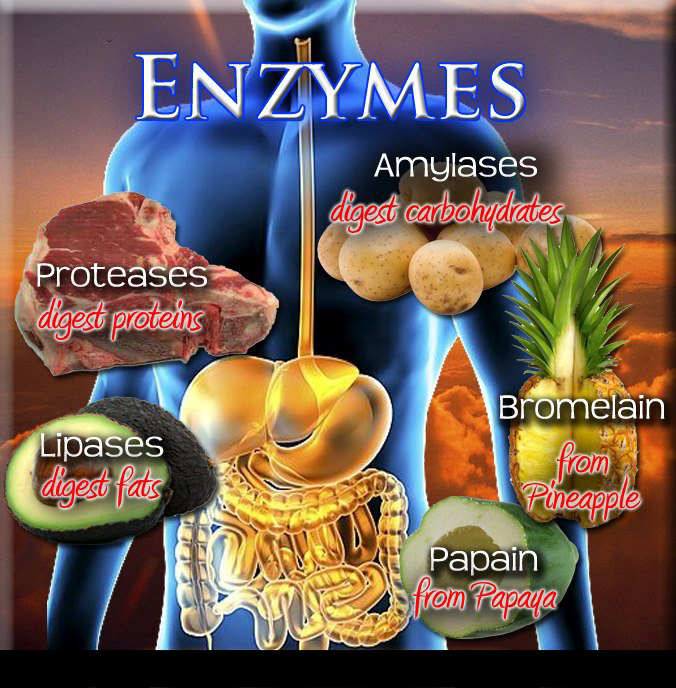 ENZYMES
Amylases
digest carbohydrates
Proteases
digest proteins
Bromelain
from
Pineapple
Lipases
digest fats
Papain
from Papaya